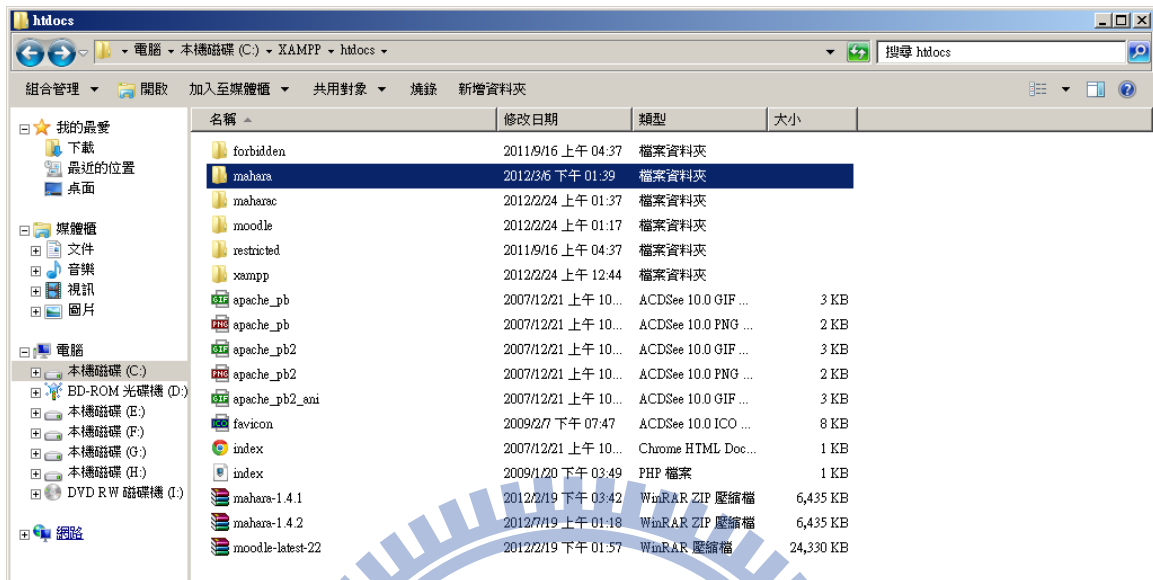 htdocs
電腦 本機磁碟 (C:) XAMPP htdocs 搜尋 htdocs
組合管理 開啟 加入至媒體櫃 共用對象 燒錄 新增資料夾
我的最愛
下載
最近的位置
桌面
媒體櫃
文件
音樂
視訊
圖片
電腦
本機磁碟 (C:)
BD-ROM 光碟機 (D:)
本機磁碟 (E:)
本機磁碟 (F:)
本機磁碟 (G:)
本機磁碟 (H:)
DVD RW 磁碟機 (I:)
網路
名稱 修改日期 類型 大小
forbidden 2011/9/16 上午 04:37 檔案資料夾
mahara 2012/3/6 下午 01:39 檔案資料夾
maharac 2012/2/24 上午 01:37 檔案資料夾
moodle 2012/2/24 上午 01:17 檔案資料夾
restricted 2011/9/16 上午 04:37 檔案資料夾
xampp 2012/2/24 上午 12:44 檔案資料夾
GIF apache_pb 2007/12/21 上午 10... ACDSee 10.0 GIF ... 3 KB
PNG apache_pb 2007/12/21 上午 10... ACDSee 10.0 PNG ... 2 KB
GIF apache_pb2 2007/12/21 上午 10... ACDSee 10.0 GIF ... 3 KB
PNG apache_pb2 2007/12/21 上午 10... ACDSee 10.0 PNG ... 2 KB
GIF apache_pb2_ani 2007/12/21 上午 10... ACDSee 10.0 GIF ... 3 KB
ICO favicon 2009/2/7 下午 07:47 ACDSee 10.0 ICO ... 8 KB
index 2007/12/21 上午 10... Chrome HTML Doc... 1 KB
index 2009/1/20 下午 03:49 PHP 檔案 1 KB
mahara-1.4.1 2012/2/19 下午 03:42 WinRAR ZIP 壓縮檔 6,435 KB
mahara-1.4.2 2012/7/19 上午 01:18 WinRAR ZIP 壓縮檔 6,435 KB
moodle-latest-22 2012/2/19 下午 01:57 WinRAR 壓縮檔 24,330 KB